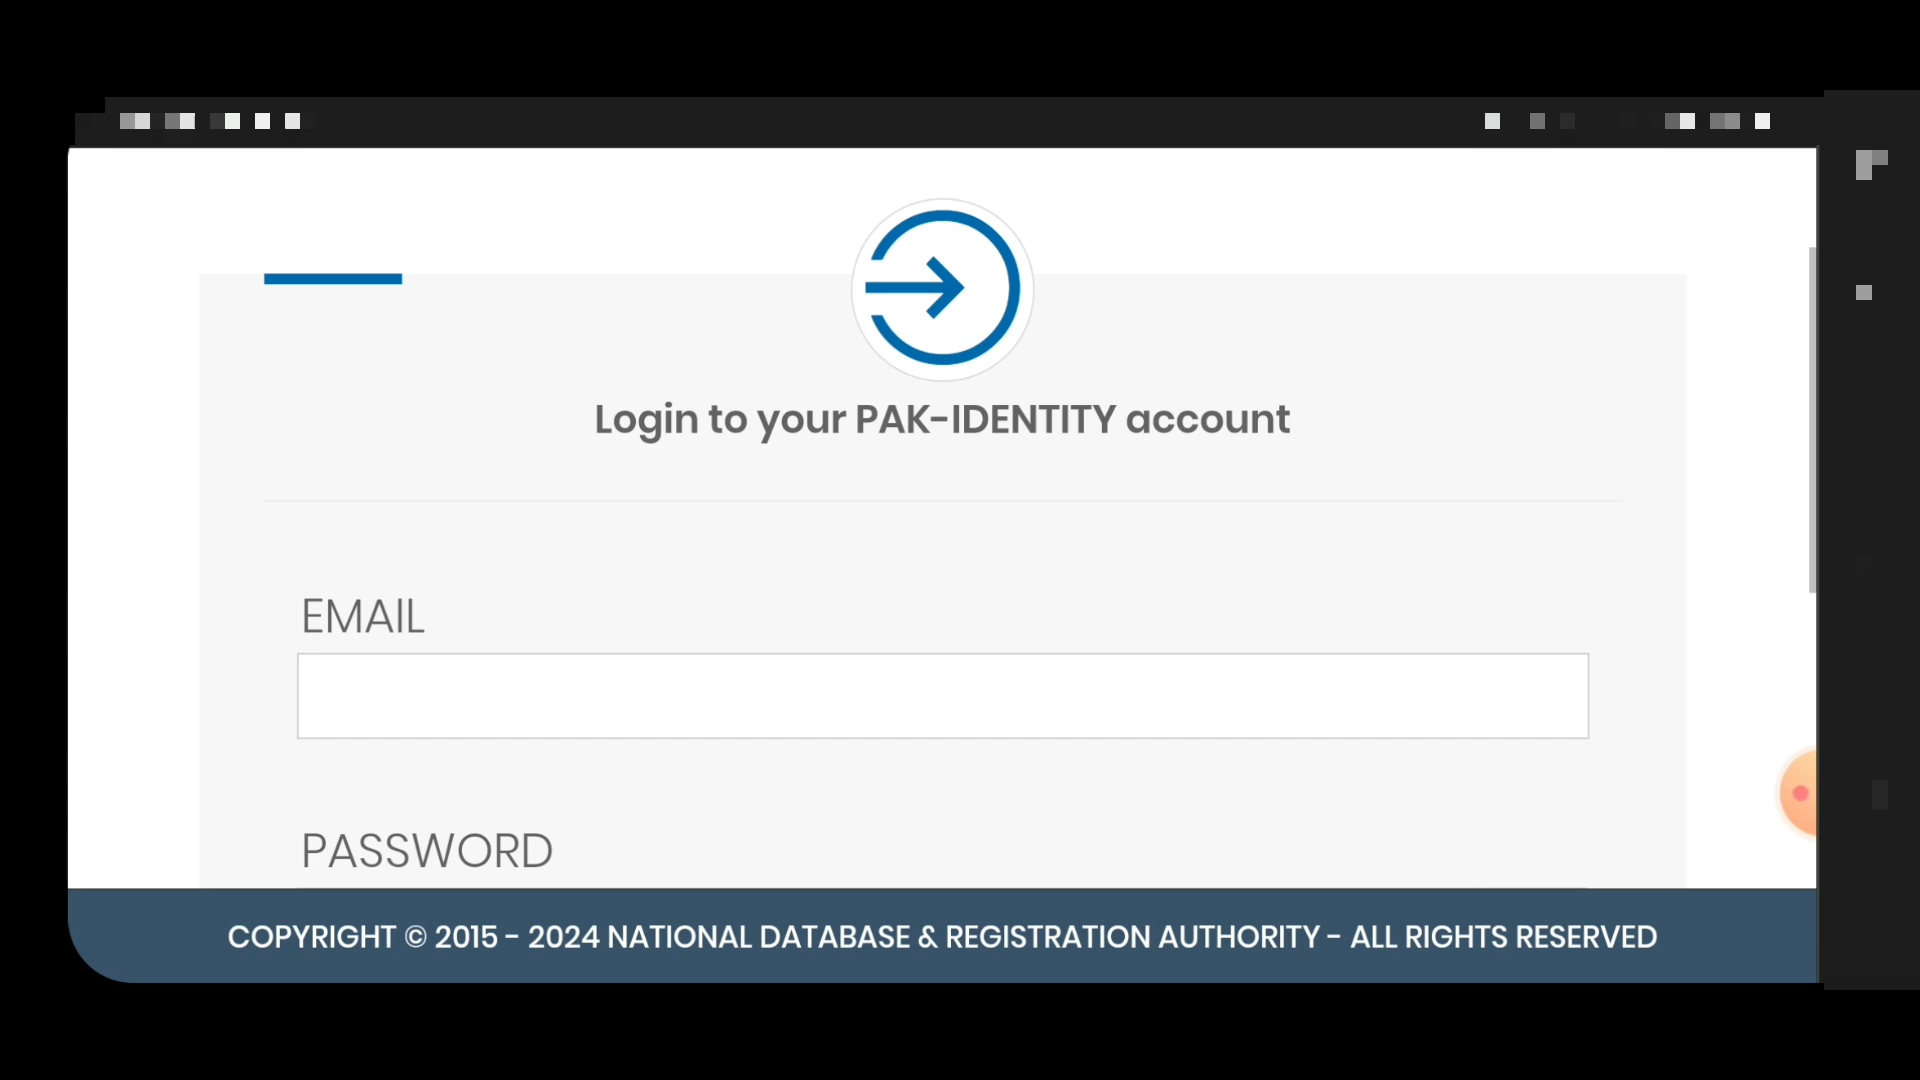 Login to your PAK-IDENTITY account
EMAIL
PASSWORD
COPYRIGHT © 2015 - 2024 NATIONAL DATABASE & REGISTRATION AUTHORITY - ALL RIGHTS RESERVED